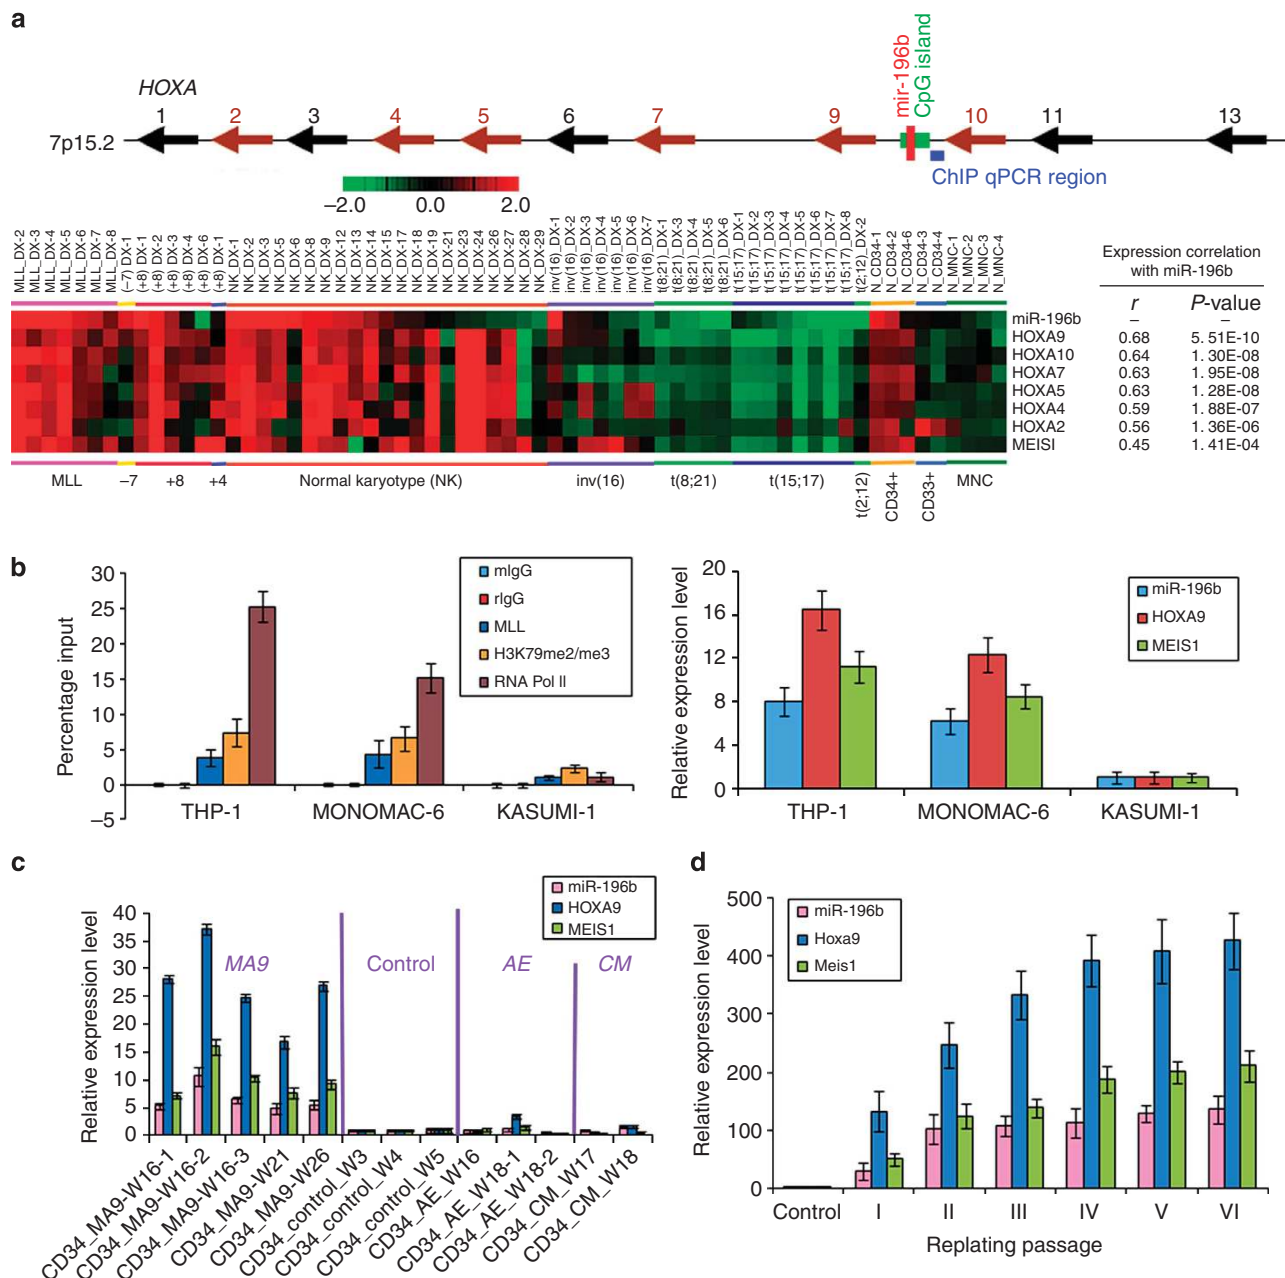 a
HOXA
1 2 3 4 5 6 7 9 10 11 13
mir-196b
CpG island
7p15.2
ChIP qPCR region
–2.0 0.0 2.0
MLL_DX-2
MLL_DX-3
MLL_DX-4
MLL_DX-5
MLL_DX-6
MLL_DX-7
MLL_DX-8
(–7) DX-1
(+8) DX-1
(+8) DX-2
(+8) DX-3
(+8) DX-4
(+8) DX-6
(+8) DX-1
NK_DX-1
NK_DX-2
NK_DX-3
NK_DX-5
NK_DX-6
NK_DX-8
NK_DX-9
NK_DX-12
NK_DX-13
NK_DX-14
NK_DX-15
NK_DX-17
NK_DX-18
NK_DX-19
NK_DX-21
NK_DX-23
NK_DX-24
NK_DX-26
NK_DX-27
NK_DX-28
NK_DX-29
inv(16)_DX-1
inv(16)_DX-2
inv(16)_DX-3
inv(16)_DX-4
inv(16)_DX-5
inv(16)_DX-6
inv(16)_DX-7
t(8;21)_DX-1
t(8;21)_DX-3
t(8;21)_DX-4
t(8;21)_DX-5
t(8;21)_DX-6
t(15;17)_DX-1
t(15;17)_DX-2
t(15;17)_DX-3
t(15;17)_DX-4
t(15;17)_DX-5
t(15;17)_DX-6
t(15;17)_DX-7
t(15;17)_DX-8
t(2;12)_DX-2
N_CD34-1
N_CD34-2
N_CD34-6
N_CD34-3
N_CD34-4
N_MNC-1
N_MNC-2
N_MNC-3
N_MNC-4
Expression correlation
with miR-196b
r P-value
miR-196b – –
HOXA9 0.68 5.51E-10
HOXA10 0.64 1.30E-08
HOXA7 0.63 1.95E-08
HOXA5 0.63 1.28E-08
HOXA4 0.59 1.88E-07
HOXA2 0.56 1.36E-06
MEISI 0.45 1.41E-04
MLL –7 +8 +4 Normal karyotype (NK) inv(16) t(8;21) t(15;17) t(2;12) CD34+ CD33+ MNC
b
Percentage input
30
25
20
15
10
5
0
–5
THP-1 MONOMAC-6 KASUMI-1
mIgG
rIgG
MLL
H3K79me2/me3
RNA Pol II
Relative expression level
20
16
12
8
4
0
THP-1 MONOMAC-6 KASUMI-1
miR-196b
HOXA9
MEIS1
c
Relative expression level
40
35
30
25
20
15
10
5
0
miR-196b
HOXA9
MEIS1
MA9 Control AE CM
CD34_MA9-W16-1
CD34_MA9-W16-2
CD34_MA9-W16-3
CD34_MA9-W21
CD34_MA9-W26
CD34_control_W3
CD34_control_W4
CD34_control_W5
CD34_AE_W16
CD34_AE_W18-1
CD34_AE_W18-2
CD34_CM_W17
CD34_CM_W18
d
Relative expression level
500
400
300
200
100
0
miR-196b
Hoxa9
Meis1
Control I II III IV V VI
Replating passage